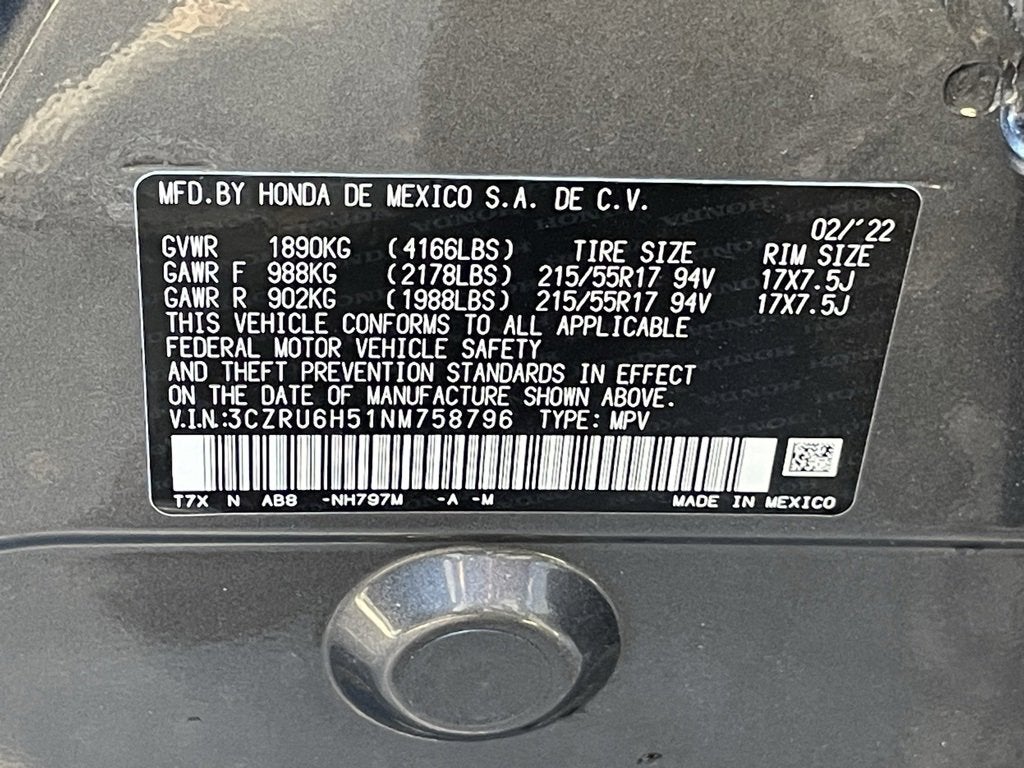 MFD.BY HONDA DE MEXICO S.A. DE C.V.
02/'22
GVWR 1890KG (4166LBS) TIRE SIZE RIM SIZE
GAWR F 988KG (2178LBS) 215/55R17 94V 17X7.5J
GAWR R 902KG (1988LBS) 215/55R17 94V 17X7.5J
THIS VEHICLE CONFORMS TO ALL APPLICABLE
FEDERAL MOTOR VEHICLE SAFETY
AND THEFT PREVENTION STANDARDS IN EFFECT
ON THE DATE OF MANUFACTURE SHOWN ABOVE.
V.I.N.:3CZRU6H51NM758796 TYPE: MPV
T7X N AB8 -NH797M -A -M MADE IN MEXICO